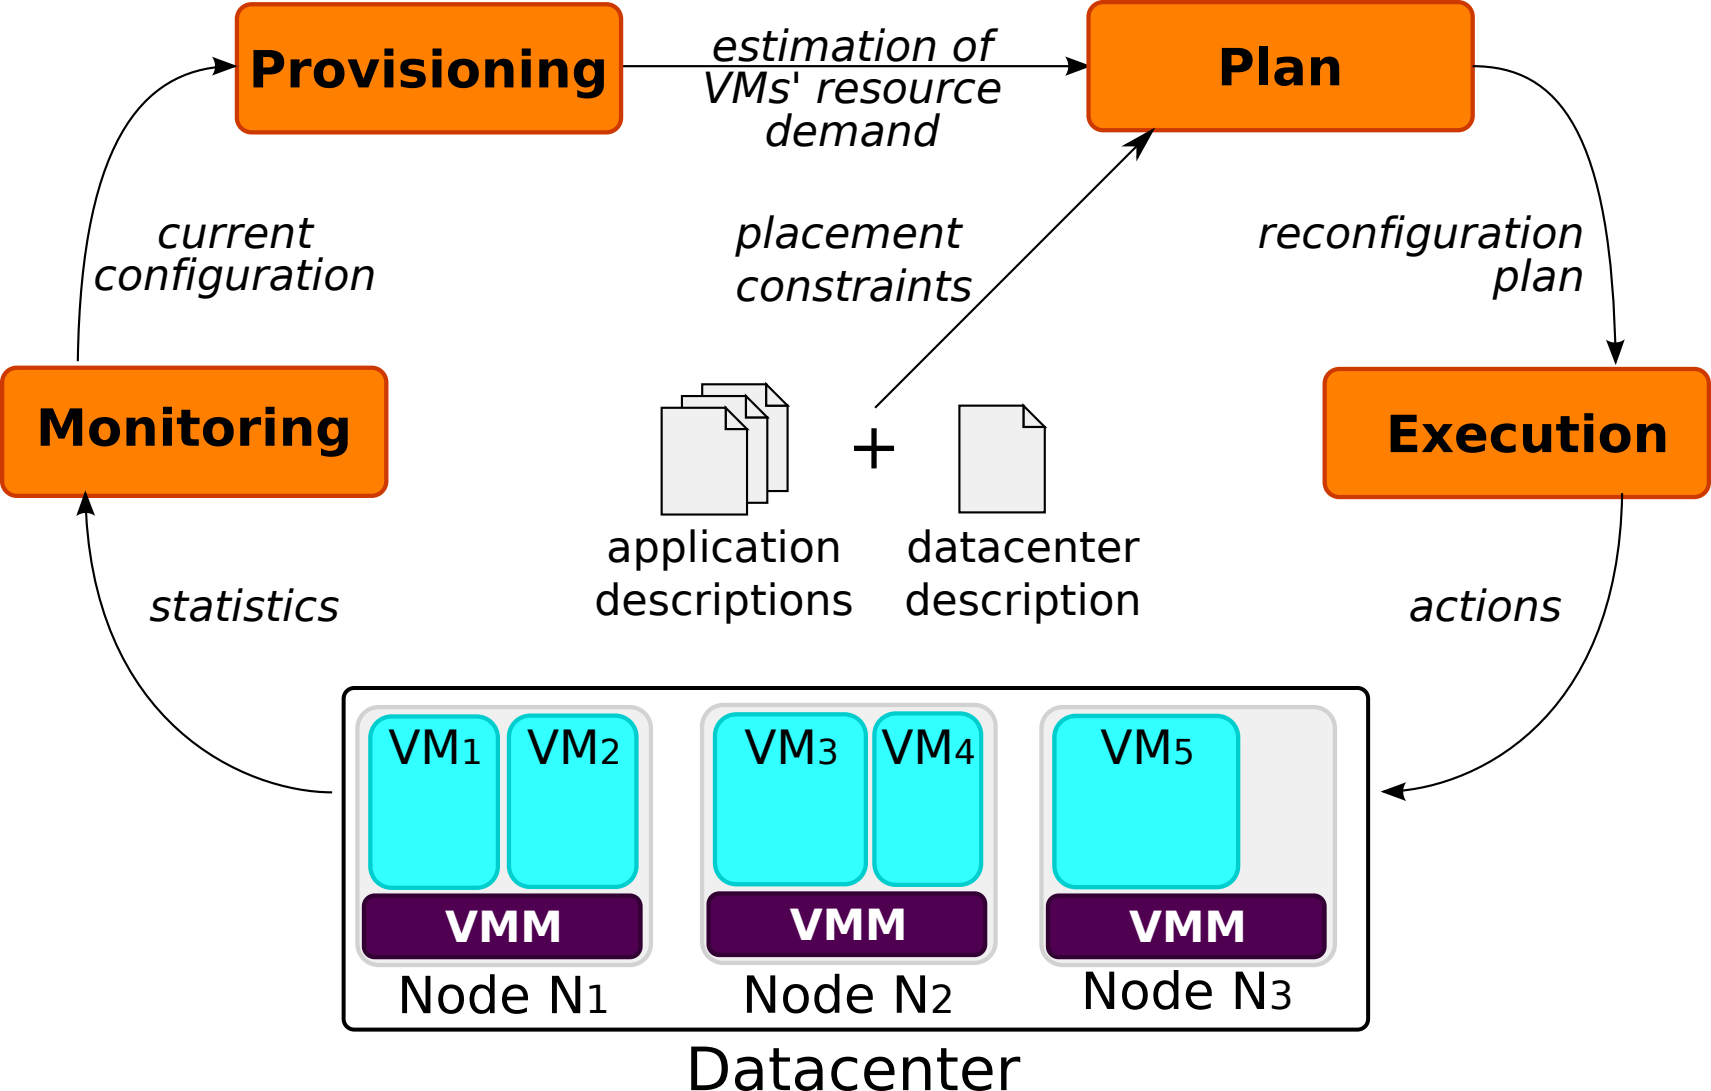 Provisioning
estimation of
VMs' resource
demand
Plan
current
configuration
placement
constraints
reconfiguration
plan
Monitoring
+
Execution
application
descriptions
datacenter
description
statistics
actions
VM1
VM2
VM3
VM4
VM5
VMM
VMM
VMM
Node N1
Node N2
Node N3
Datacenter